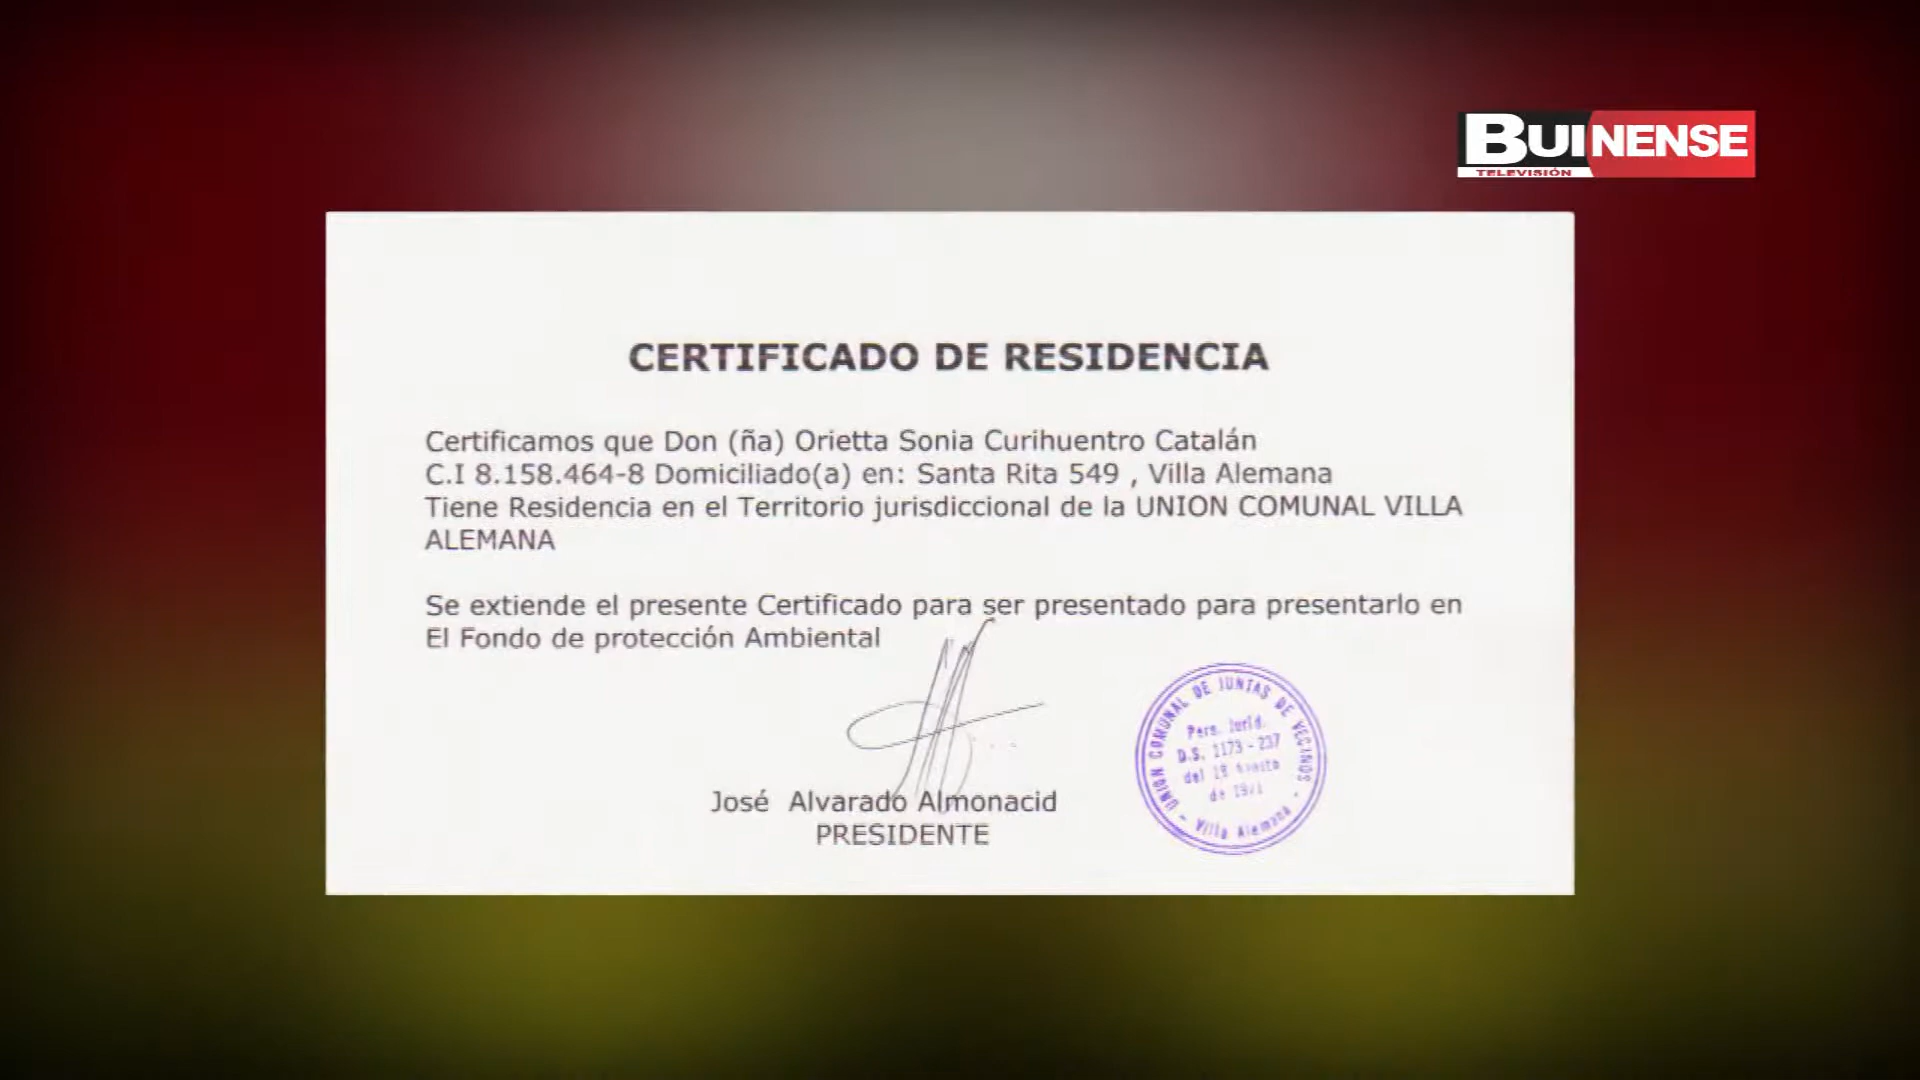 BUINENSE
TELEVISIÓN
CERTIFICADO DE RESIDENCIA
Certificamos que Don (ña) Orietta Sonia Curihuentro Catalán
C.I 8.158.464-8 Domiciliado(a) en: Santa Rita 549 , Villa Alemana
Tiene Residencia en el Territorio jurisdiccional de la UNION COMUNAL VILLA
ALEMANA
Se extiende el presente Certificado para ser presentado para presentarlo en
El Fondo de protección Ambiental
José Alvarado Almonacid
PRESIDENTE
UNION COMUNAL DE JUNTAS DE VECINOS -
Pers. Jurid.
D.S. 1173 - 237
del 18
de
- Villa Alemana -